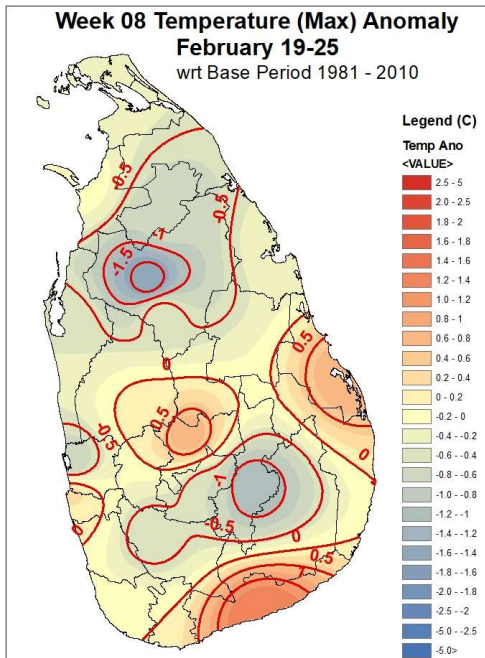 Week 08 Temperature (Max) Anomaly
February 19-25
wrt Base Period 1981 - 2010
Legend (C)
Temp Ano
<VALUE>
2.5 - 5
2.0 - 2.5
1.8 - 2
1.6 - 1.8
1.4 - 1.6
1.2 - 1.4
1.0 - 1.2
0.8 - 1
0.6 - 0.8
0.4 - 0.6
0.2 - 0.4
0 - 0.2
-0.2 - 0
-0.4 - -0.2
-0.6 - -0.4
-0.8 - -0.6
-1.0 - -0.8
-1.2 - -1
-1.4 - -1.2
-1.6 - -1.4
-1.8 - -1.6
-2.0 - -1.8
-2.5 - -2
-5.0 - -2.5
-5.0>
-0.5
-0.5
-1
-1.5
0
0.5
0.5
-0.5
0
-1
-0.5
0
0
0.5
1